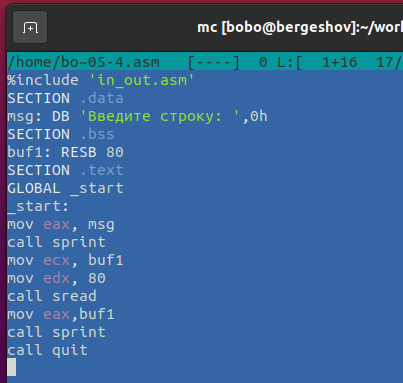 mc [bobo@bergeshov]:~/work
/home/bo~05-4.asm   [----]  0 L:[  1+16  17/
%include 'in_out.asm'
SECTION .data
msg: DB 'Введите строку: ',0h
SECTION .bss
buf1: RESB 80
SECTION .text
GLOBAL _start
_start:
mov eax, msg
call sprint
mov ecx, buf1
mov edx, 80
call sread
mov eax,buf1
call sprint
call quit